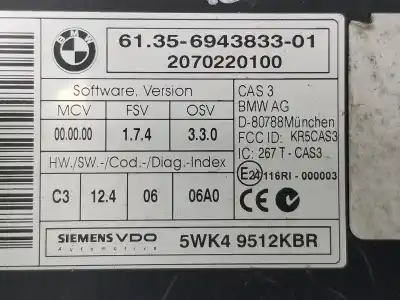 BMW
61.35-6943833-01
2070220100
Software, Version
MCV FSV OSV
00.00.00 1.7.4 3.3.0
HW./SW.-/Cod.-/Diag.-Index
C3 12.4 06 06A0
CAS 3
BMW AG
D-80788München
FCC ID: KR5CAS3
IC: 267 T - CAS3
E24 116RI - 000003
CE
SIEMENS VDO
Automotive
5WK4 9512KBR